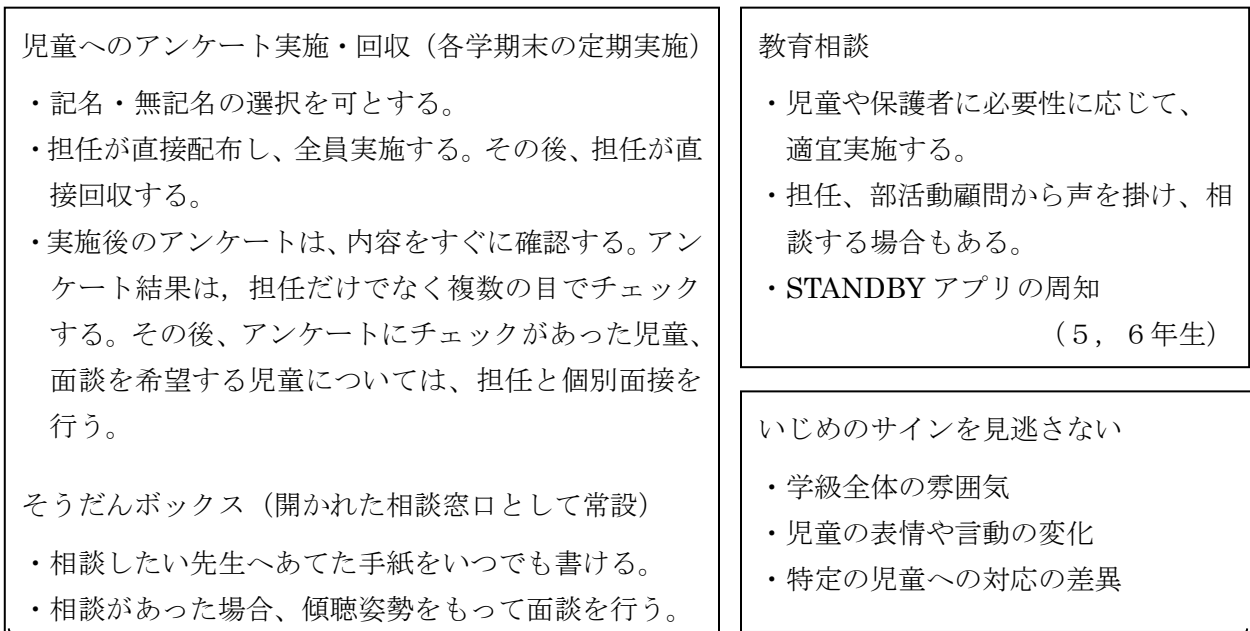 児童へのアンケート実施・回収（各学期末の定期実施）
・記名・無記名の選択を可とする。
・担任が直接配布し、全員実施する。その後、担任が直
接回収する。
・実施後のアンケートは、内容をすぐに確認する。アン
ケート結果は，担任だけでなく複数の目でチェック
する。その後、アンケートにチェックがあった児童、
面談を希望する児童については、担任と個別面接を
行う。
そうだんボックス（開かれた相談窓口として常設）
・相談したい先生へあてた手紙をいつでも書ける。
・相談があった場合、傾聴姿勢をもって面談を行う。
教育相談
・児童や保護者に必要性に応じて、
適宜実施する。
・担任、部活動顧問から声を掛け、相
談する場合もある。
・STANDBY アプリの周知
（５，６年生）
いじめのサインを見逃さない
・学級全体の雰囲気
・児童の表情や言動の変化
・特定の児童への対応の差異